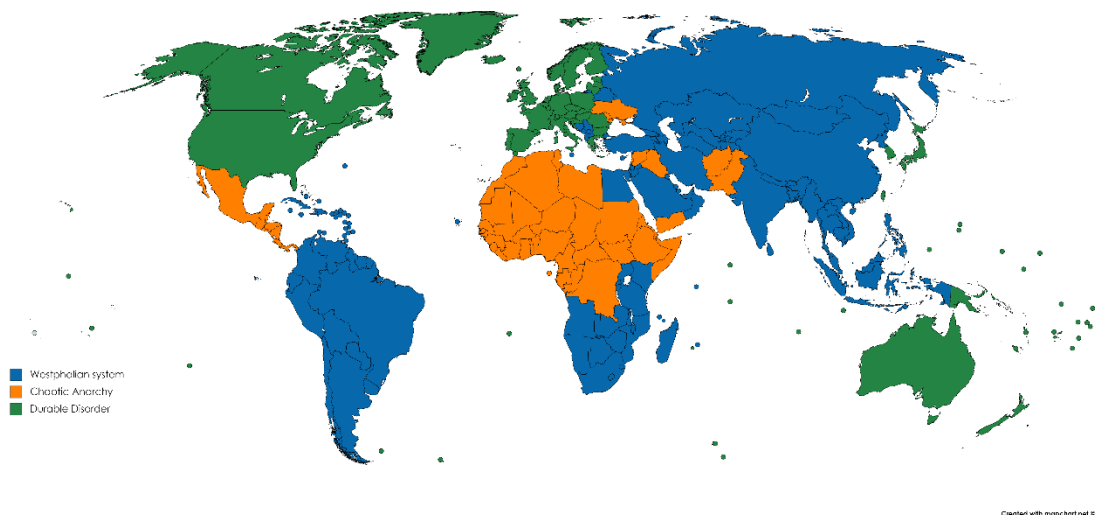 Westphalian system
Chaotic Anarchy
Durable Disorder
Created with mapchart.net